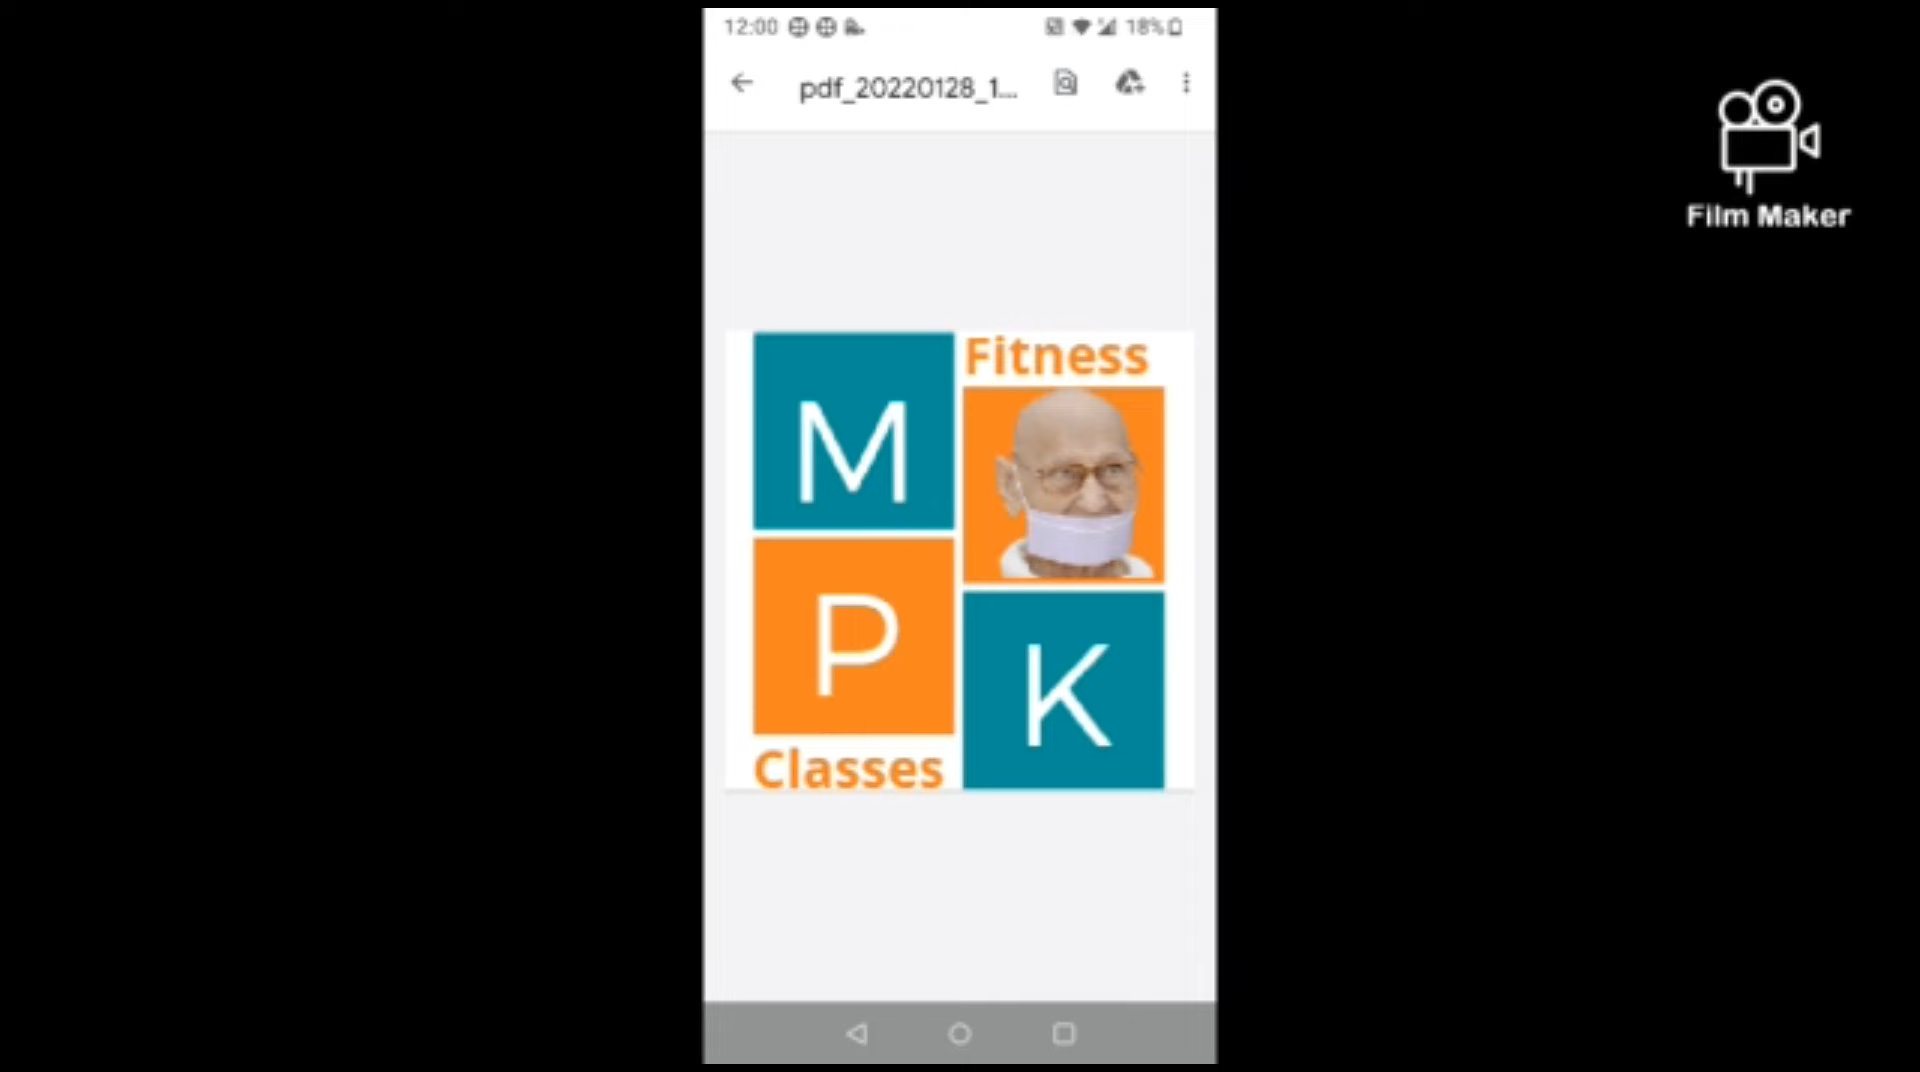 12:00 18%
pdf_20220128_1...
Film Maker
Fitness
M
P
K
Classes